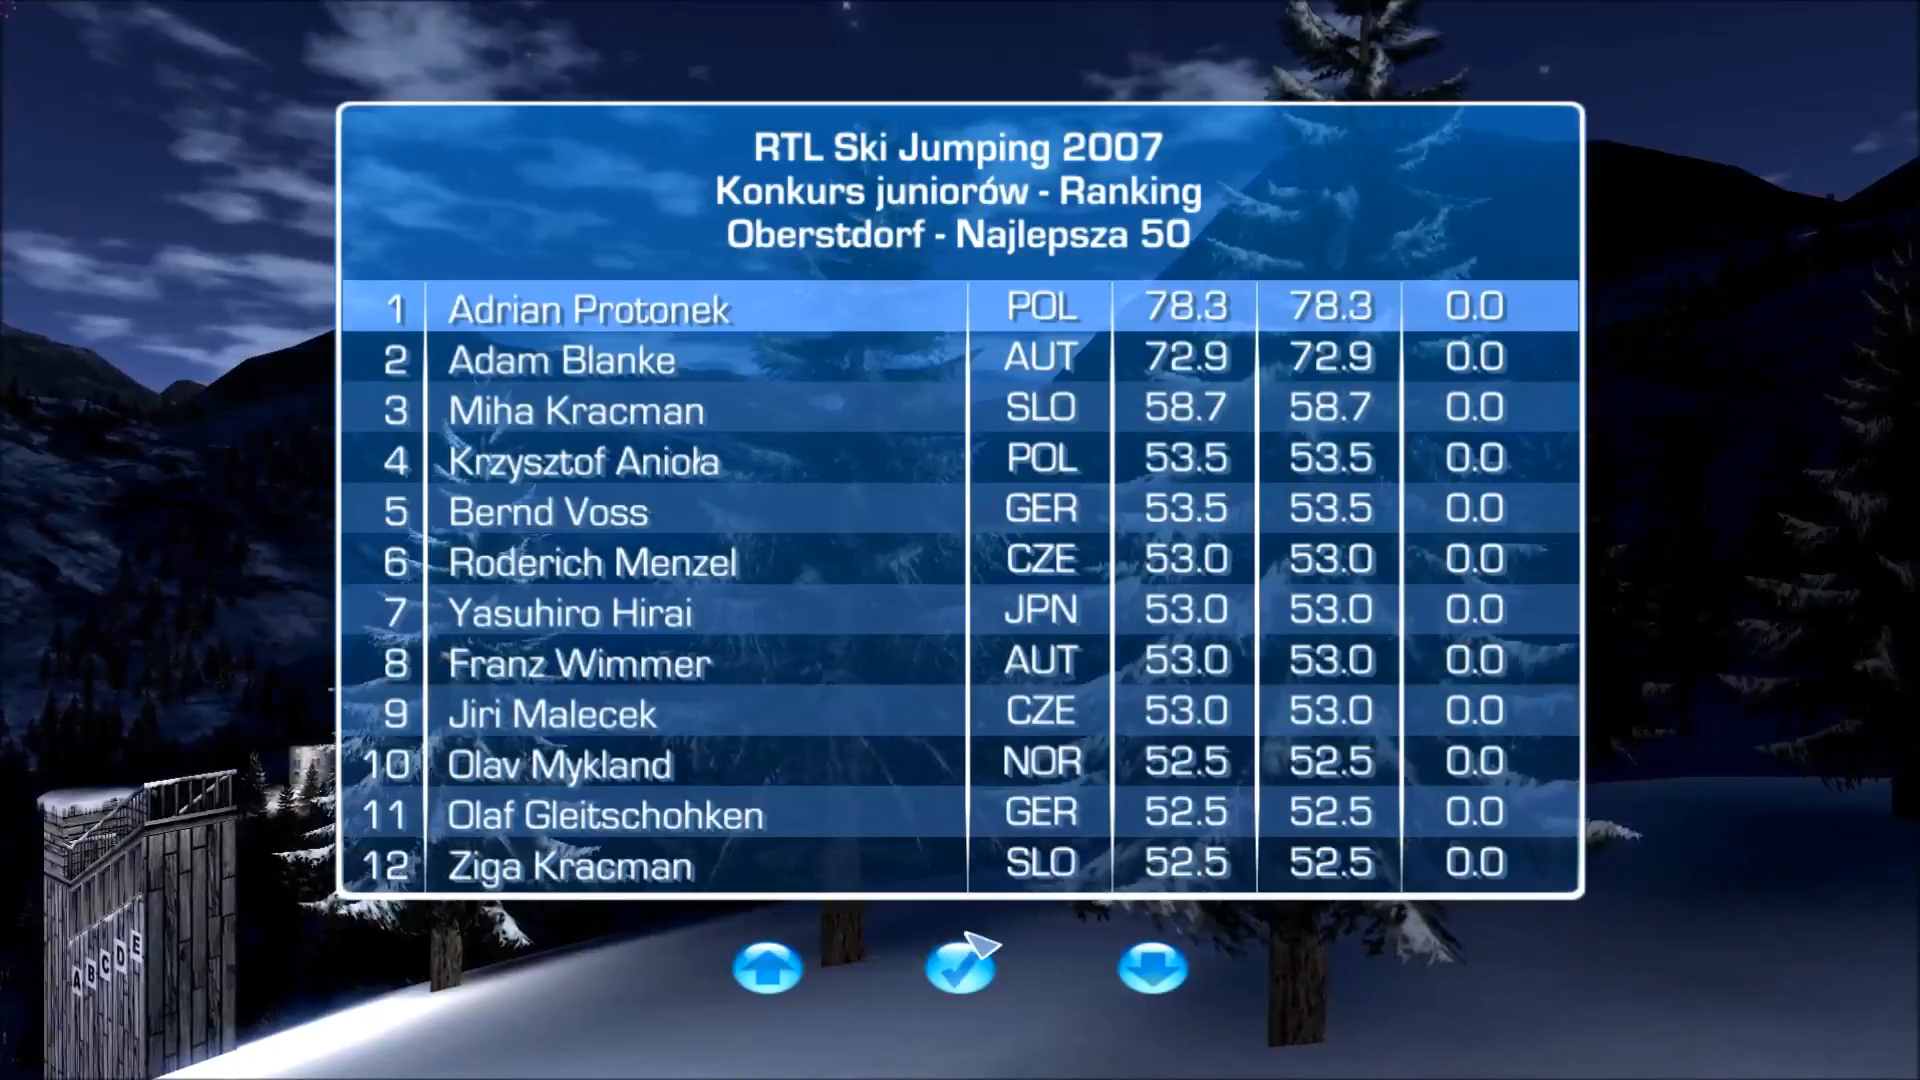 RTL Ski Jumping 2007
Konkurs juniorów - Ranking
Oberstdorf - Najlepsza 50
1 Adrian Protonek POL 78.3 78.3 0.0
2 Adam Blanke AUT 72.9 72.9 0.0
3 Miha Kracman SLO 58.7 58.7 0.0
4 Krzysztof Anioła POL 53.5 53.5 0.0
5 Bernd Voss GER 53.5 53.5 0.0
6 Roderich Menzel CZE 53.0 53.0 0.0
7 Yasuhiro Hirai JPN 53.0 53.0 0.0
8 Franz Wimmer AUT 53.0 53.0 0.0
9 Jiri Malecek CZE 53.0 53.0 0.0
10 Olav Mykland NOR 52.5 52.5 0.0
11 Olaf Gleitschohken GER 52.5 52.5 0.0
12 Ziga Kracman SLO 52.5 52.5 0.0
A B C D E